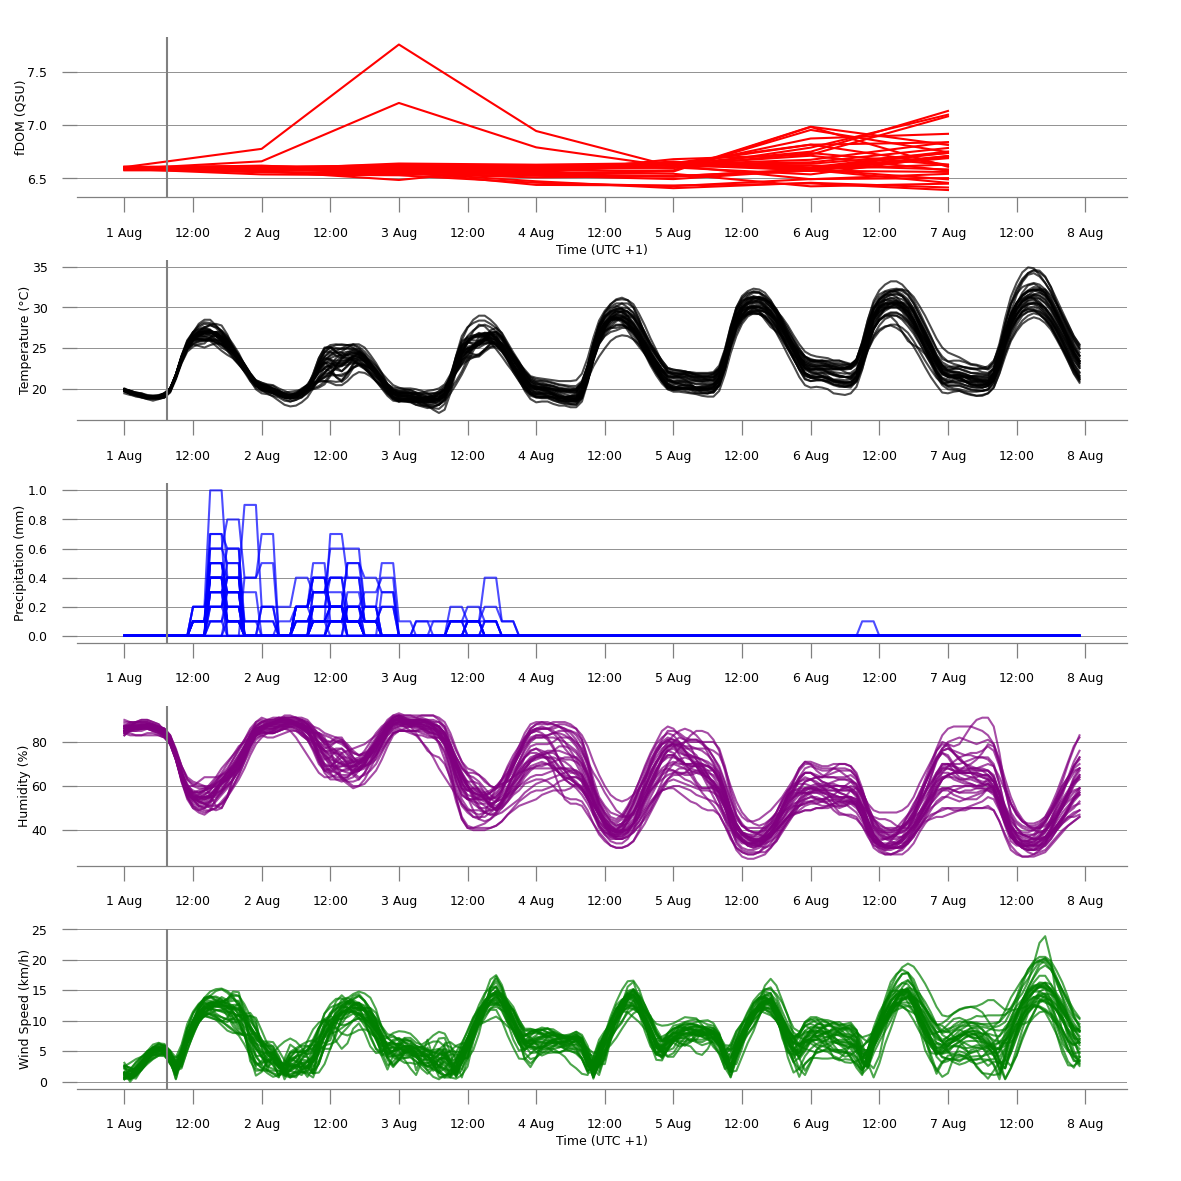 fDOM (QSU)
7.5
7.0
6.5
1 Aug 12:00 2 Aug 12:00 3 Aug 12:00 4 Aug 12:00 5 Aug 12:00 6 Aug 12:00 7 Aug 12:00 8 Aug
Time (UTC +1)
Temperature (°C)
35
30
25
20
1 Aug 12:00 2 Aug 12:00 3 Aug 12:00 4 Aug 12:00 5 Aug 12:00 6 Aug 12:00 7 Aug 12:00 8 Aug
Precipitation (mm)
1.0
0.8
0.6
0.4
0.2
0.0
1 Aug 12:00 2 Aug 12:00 3 Aug 12:00 4 Aug 12:00 5 Aug 12:00 6 Aug 12:00 7 Aug 12:00 8 Aug
Humidity (%)
80
60
40
1 Aug 12:00 2 Aug 12:00 3 Aug 12:00 4 Aug 12:00 5 Aug 12:00 6 Aug 12:00 7 Aug 12:00 8 Aug
Wind Speed (km/h)
25
20
15
10
5
0
1 Aug 12:00 2 Aug 12:00 3 Aug 12:00 4 Aug 12:00 5 Aug 12:00 6 Aug 12:00 7 Aug 12:00 8 Aug
Time (UTC +1)